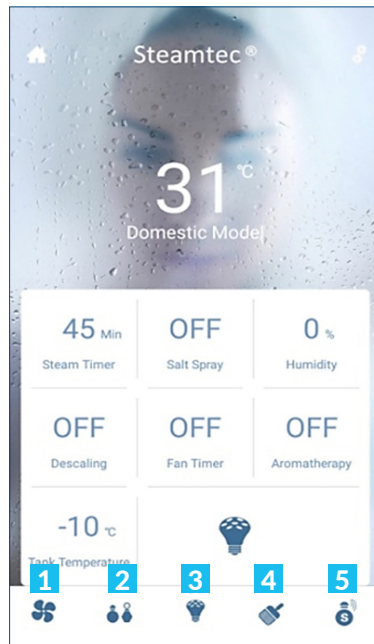 Steamtec ®
31 °C
Domestic Model
45 Min
OFF
0 %
Steam Timer
Salt Spray
Humidity
OFF
OFF
OFF
Descaling
Fan Timer
Aromatherapy
-10 °C
Tank Temperature
1
2
3
4
5
S